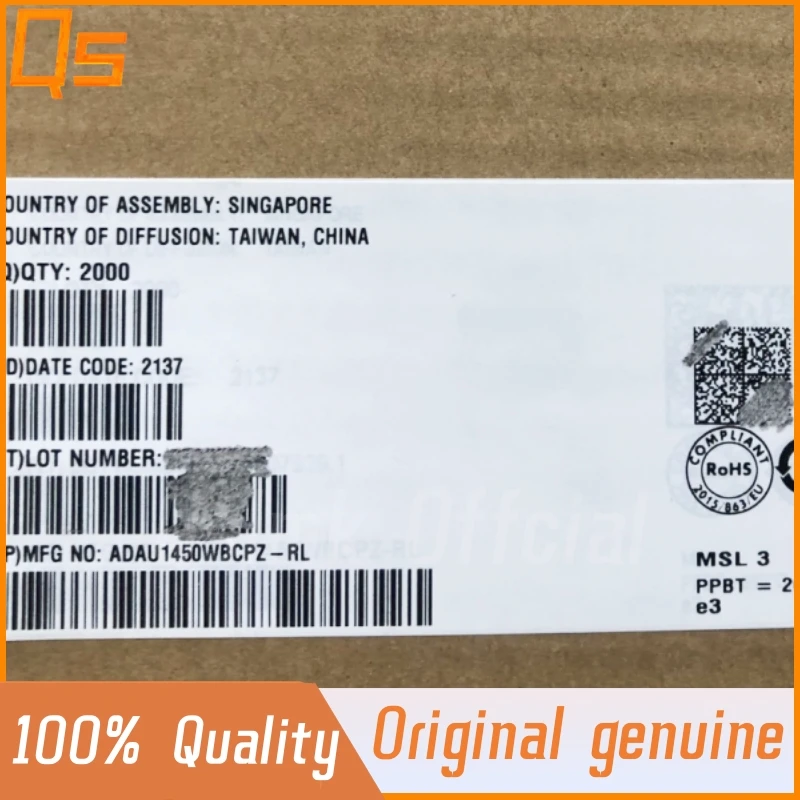 Qs
OUNTRY OF ASSEMBLY: SINGAPORE
OUNTRY OF DIFFUSION: TAIWAN, CHINA
Q)QTY: 2000
D)DATE CODE: 2137
T)LOT NUMBER:
P)MFG NO: ADAU1450WBCPZ-RL
COMPLIANT
RoHS
2015/863/EU
MSL 3
PPBT = 2
e3
Offcial
100% Quality
Original genuine